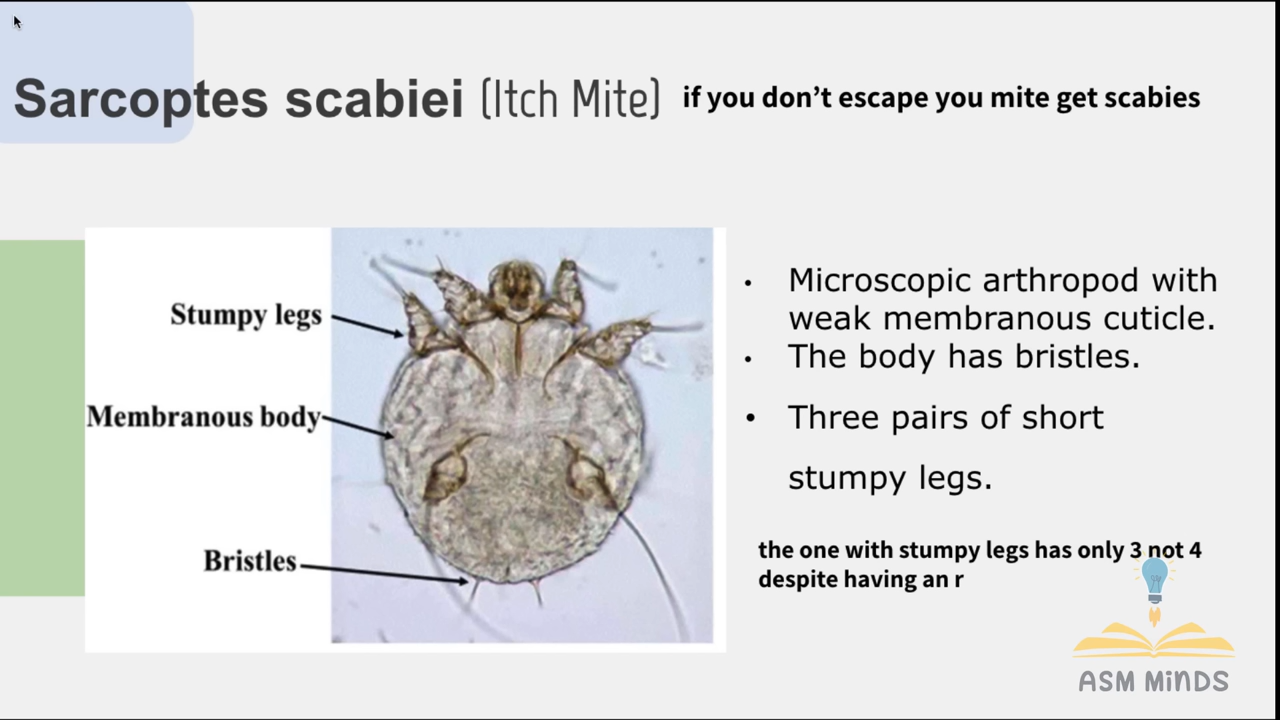 Sarcoptes scabiei (Itch Mite) if you don’t escape you mite get scabies
Stumpy legs
Membranous body
Bristles
• Microscopic arthropod with
weak membranous cuticle.
• The body has bristles.
• Three pairs of short
stumpy legs.
the one with stumpy legs has only 3 not 4
despite having an r
ASM MiNDS